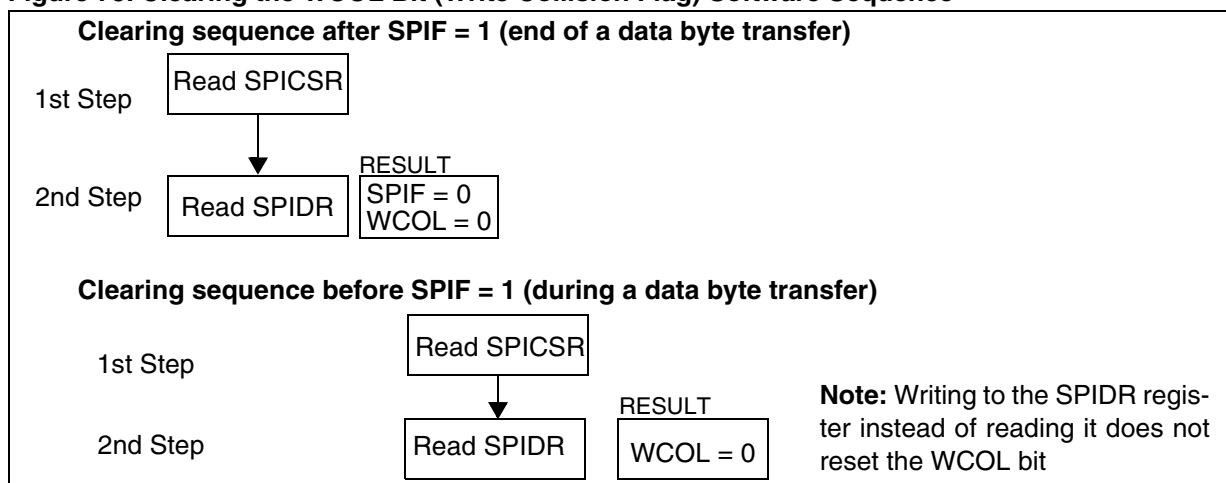 Clearing sequence after SPIF = 1 (end of a data byte transfer)
1st Step
Read SPICSR
RESULT
2nd Step
Read SPIDR
SPIF = 0
WCOL = 0
Clearing sequence before SPIF = 1 (during a data byte transfer)
1st Step
Read SPICSR
RESULT
2nd Step
Read SPIDR
WCOL = 0
Note: Writing to the SPIDR regis-
ter instead of reading it does not
reset the WCOL bit